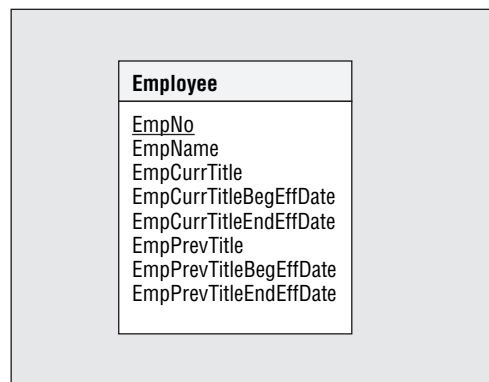 Employee
EmpNo
EmpName
EmpCurrTitle
EmpCurrTitleBegEffDate
EmpCurrTitleEndEffDate
EmpPrevTitle
EmpPrevTitleBegEffDate
EmpPrevTitleEndEffDate